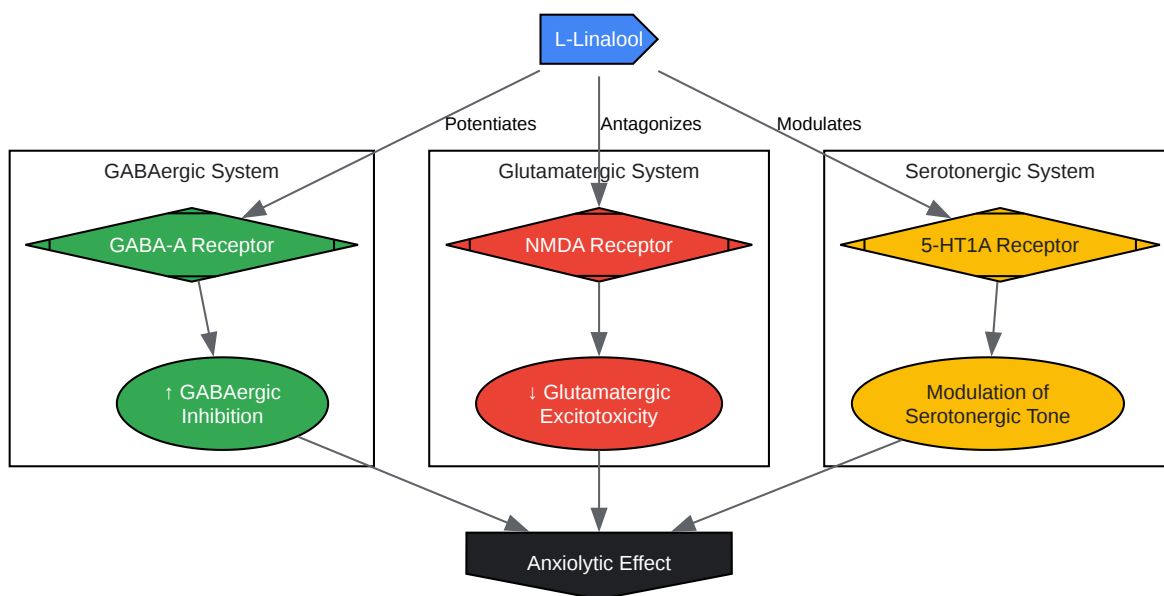 L-Linalool
Potentiates
Antagonizes
Modulates
GABAergic System
Glutamatergic System
Serotonergic System
GABA-A Receptor
NMDA Receptor
5-HT1A Receptor
↑ GABAergic
Inhibition
↓ Glutamatergic
Excitotoxicity
Modulation of
Serotonergic Tone
Anxiolytic Effect